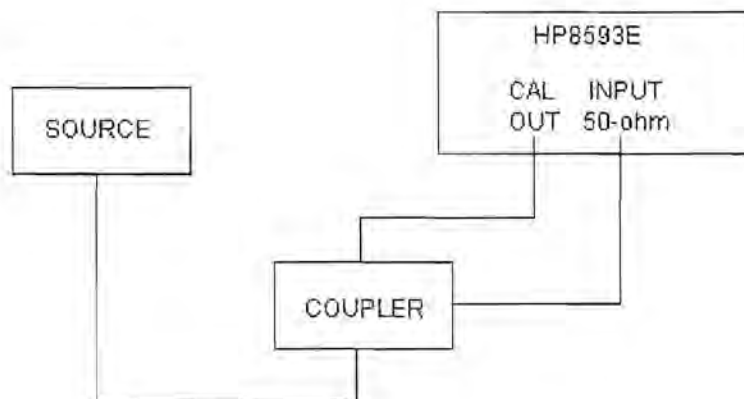 HP8593E
CAL INPUT
OUT 50-ohm
SOURCE
COUPLER